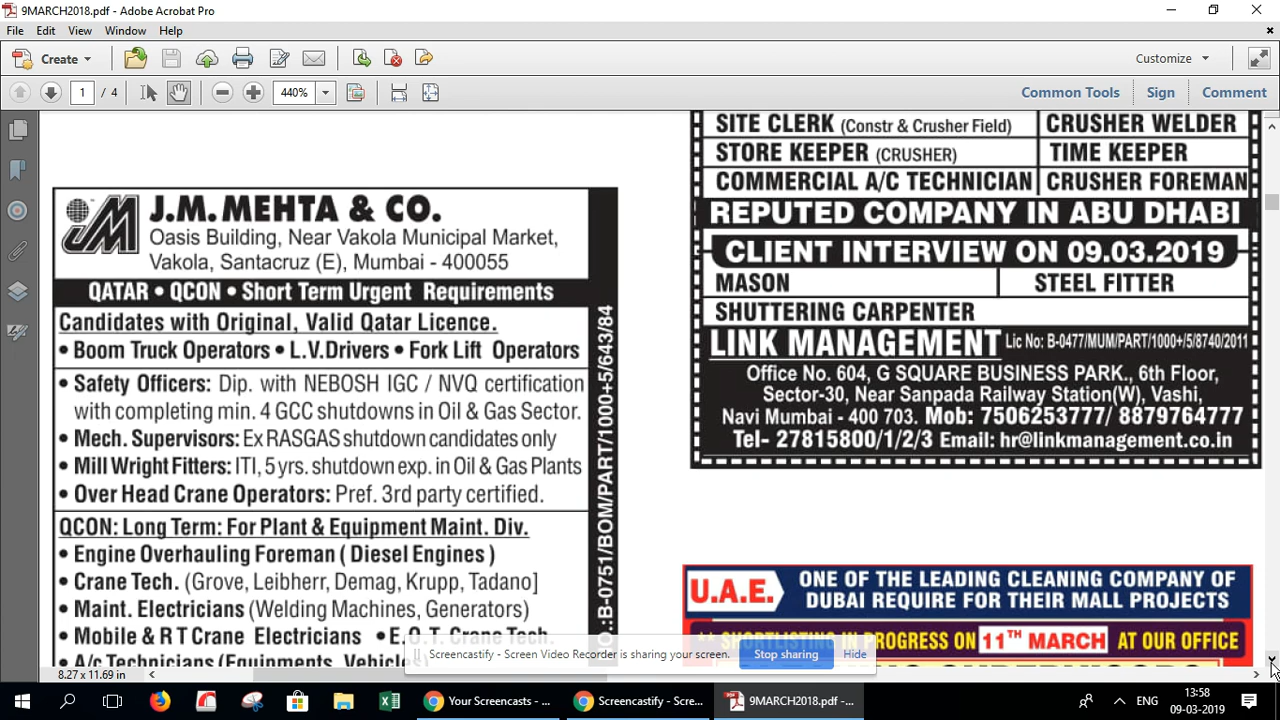 9MARCH2018.pdf - Adobe Acrobat Pro
File Edit View Window Help
Create
Customize
1 / 4
440%
Common Tools Sign Comment
J.M. MEHTA & CO.
Oasis Building, Near Vakola Municipal Market,
Vakola, Santacruz (E), Mumbai - 400055
QATAR • QCON • Short Term Urgent Requirements
Candidates with Original, Valid Qatar Licence.
• Boom Truck Operators • L.V.Drivers • Fork Lift Operators
• Safety Officers: Dip. with NEBOSH IGC / NVQ certification
with completing min. 4 GCC shutdowns in Oil & Gas Sector.
• Mech. Supervisors: Ex RASGAS shutdown candidates only
• Mill Wright Fitters: ITI, 5 yrs. shutdown exp. in Oil & Gas Plants
• Over Head Crane Operators: Pref. 3rd party certified.
QCON: Long Term: For Plant & Equipment Maint. Div.
• Engine Overhauling Foreman ( Diesel Engines )
• Crane Tech. (Grove, Leibherr, Demag, Krupp, Tadano]
• Maint. Electricians (Welding Machines, Generators)
• Mobile & R T Crane Electricians • E.O.T. Crane Tech.
• A/c Technicians (Equipments, Vehicles)
O.:B-0751/BOM/PART/1000+5/643/84
SITE CLERK (Constr & Crusher Field) CRUSHER WELDER
STORE KEEPER (CRUSHER) TIME KEEPER
COMMERCIAL A/C TECHNICIAN CRUSHER FOREMAN
REPUTED COMPANY IN ABU DHABI
CLIENT INTERVIEW ON 09.03.2019
MASON STEEL FITTER
SHUTTERING CARPENTER
LINK MANAGEMENT Lic No: B-0477/MUM/PART/1000+/5/8740/2011
Office No. 604, G SQUARE BUSINESS PARK., 6th Floor,
Sector-30, Near Sanpada Railway Station(W), Vashi,
Navi Mumbai - 400 703. Mob: 7506253777/ 8879764777
Tel- 27815800/1/2/3 Email: hr@linkmanagement.co.in
U.A.E. ONE OF THE LEADING CLEANING COMPANY OF
DUBAI REQUIRE FOR THEIR MALL PROJECTS
** SHORTLISTING IN PROGRESS ON 11TH MARCH AT OUR OFFICE
Screencastify - Screen Video Recorder is sharing your screen. Stop sharing Hide
8.27 x 11.69 in
Your Screencasts - ... Screencastify - Scree... 9MARCH2018.pdf -...
ENG
13:58
09-03-2019